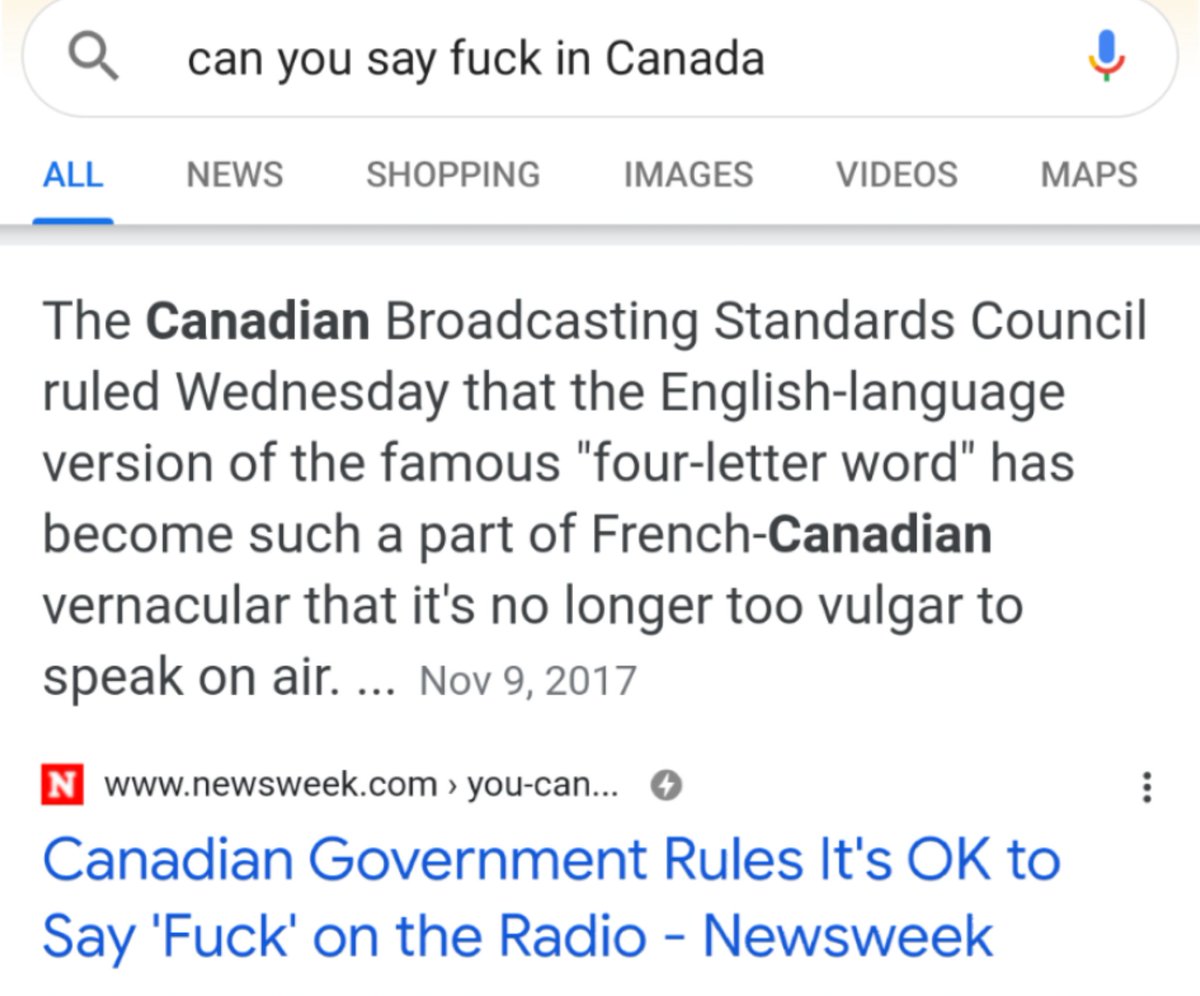 can you say fuck in Canada
ALL NEWS SHOPPING IMAGES VIDEOS MAPS
The Canadian Broadcasting Standards Council
ruled Wednesday that the English-language
version of the famous "four-letter word" has
become such a part of French-Canadian
vernacular that it's no longer too vulgar to
speak on air. ... Nov 9, 2017
N www.newsweek.com › you-can...
Canadian Government Rules It's OK to
Say 'Fuck' on the Radio - Newsweek